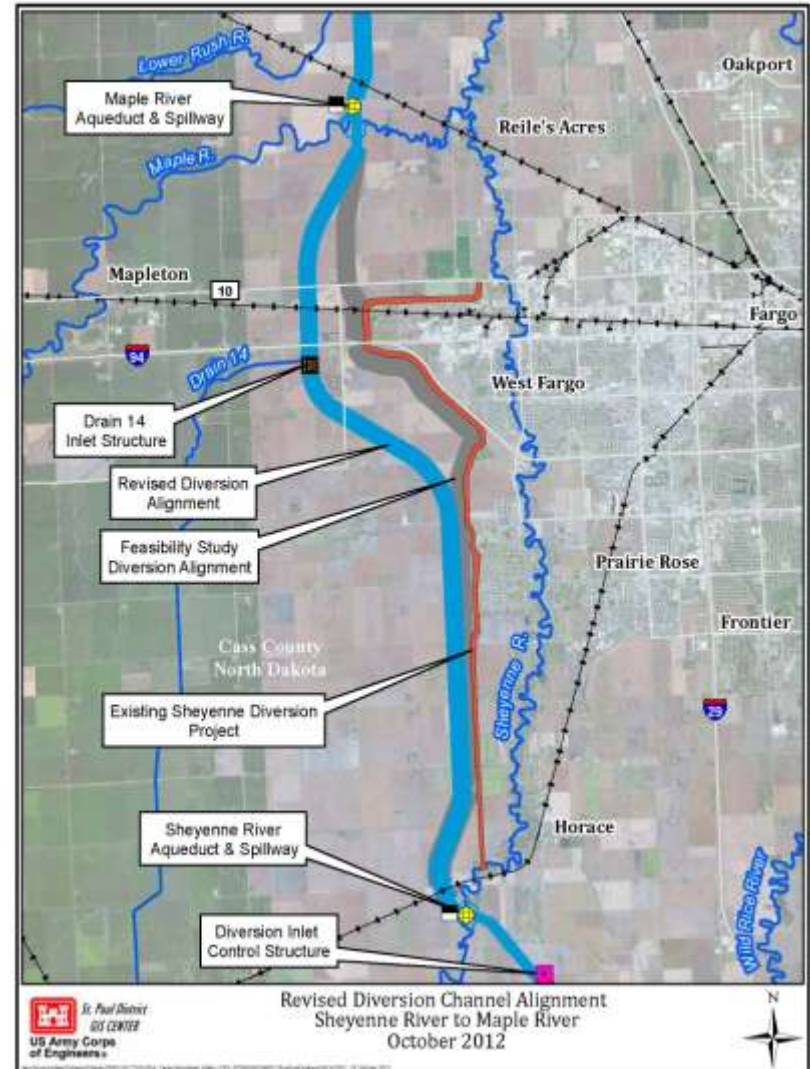 Lower Rush R.
Oakport
Maple River
Aqueduct & Spillway
Reile's Acres
Maple R.
Mapleton
10
Fargo
94
Drain 14
West Fargo
Drain 14
Inlet Structure
Revised Diversion
Alignment
Feasibility Study
Diversion Alignment
Prairie Rose
Frontier
Cass County
North Dakota
Sheyenne R.
Existing Sheyenne Diversion
Project
29
Sheyenne River
Aqueduct & Spillway
Horace
Wild Rice River
Diversion Inlet
Control Structure
St. Paul District
GIS CENTER
US Army Corps
of Engineers®
Revised Diversion Channel Alignment
Sheyenne River to Maple River
October 2012
N